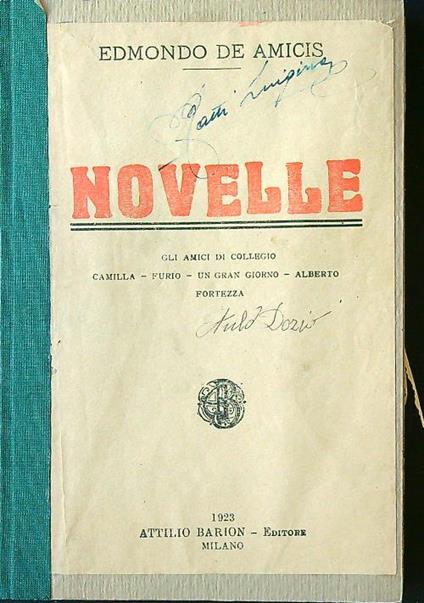 EDMONDO DE AMICIS
Luigina
NOVELLE
GLI AMICI DI COLLEGIO
CAMILLA - FURIO - UN GRAN GIORNO - ALBERTO
FORTEZZA
1923
ATTILIO BARION - EDITORE
MILANO